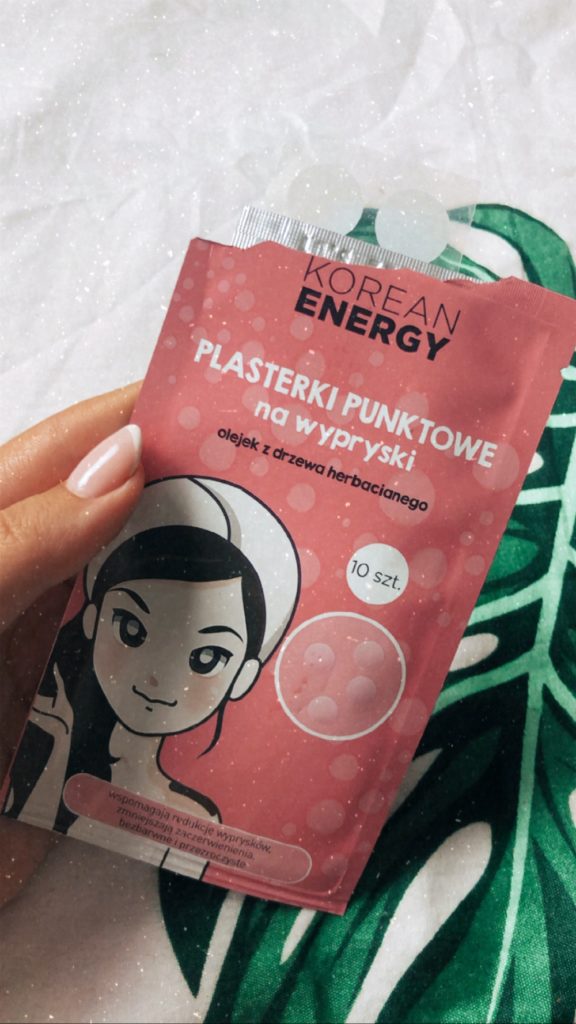 KOREAN
ENERGY
PLASTERKI PUNKTOWE
na wypryski
olejek z drzewa herbacianego
10 szt.
wspomagają redukcję wyprysków,
zmniejszają zaczerwienienia,
bezbarwne i przezroczyste